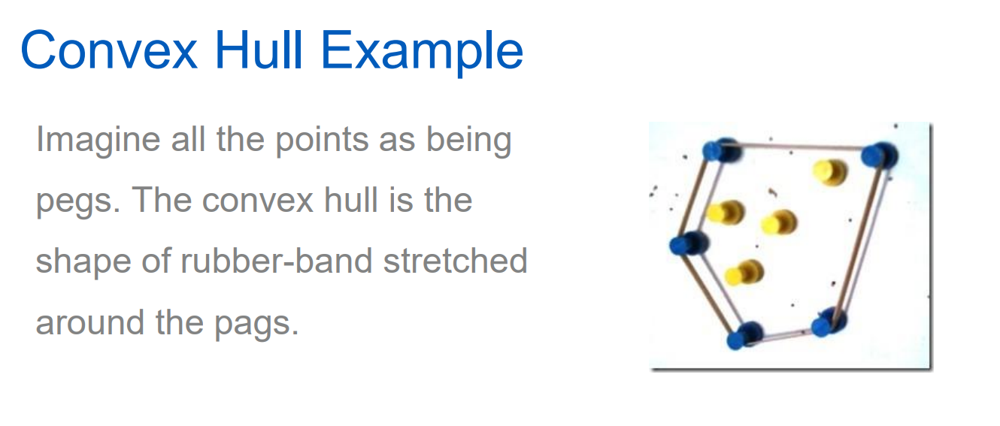 Convex Hull Example
Imagine all the points as being
pegs. The convex hull is the
shape of rubber-band stretched
around the pags.